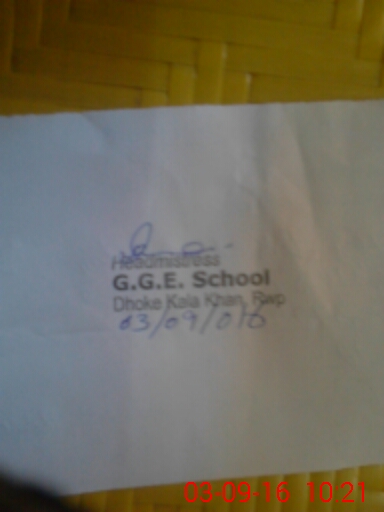 Headmistress
G.G.E. School
Dhoke Kala Khan, Rwp
03/09/016
03-09-16 10:21